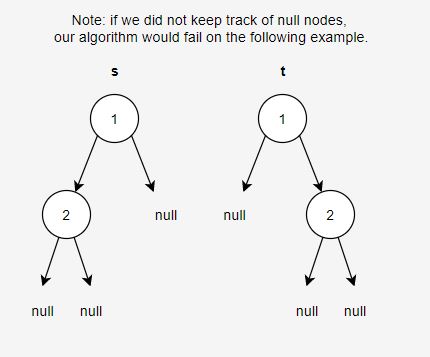 Note: if we did not keep track of null nodes,
our algorithm would fail on the following example.
s t
1 1
null null
2 2
null null null null